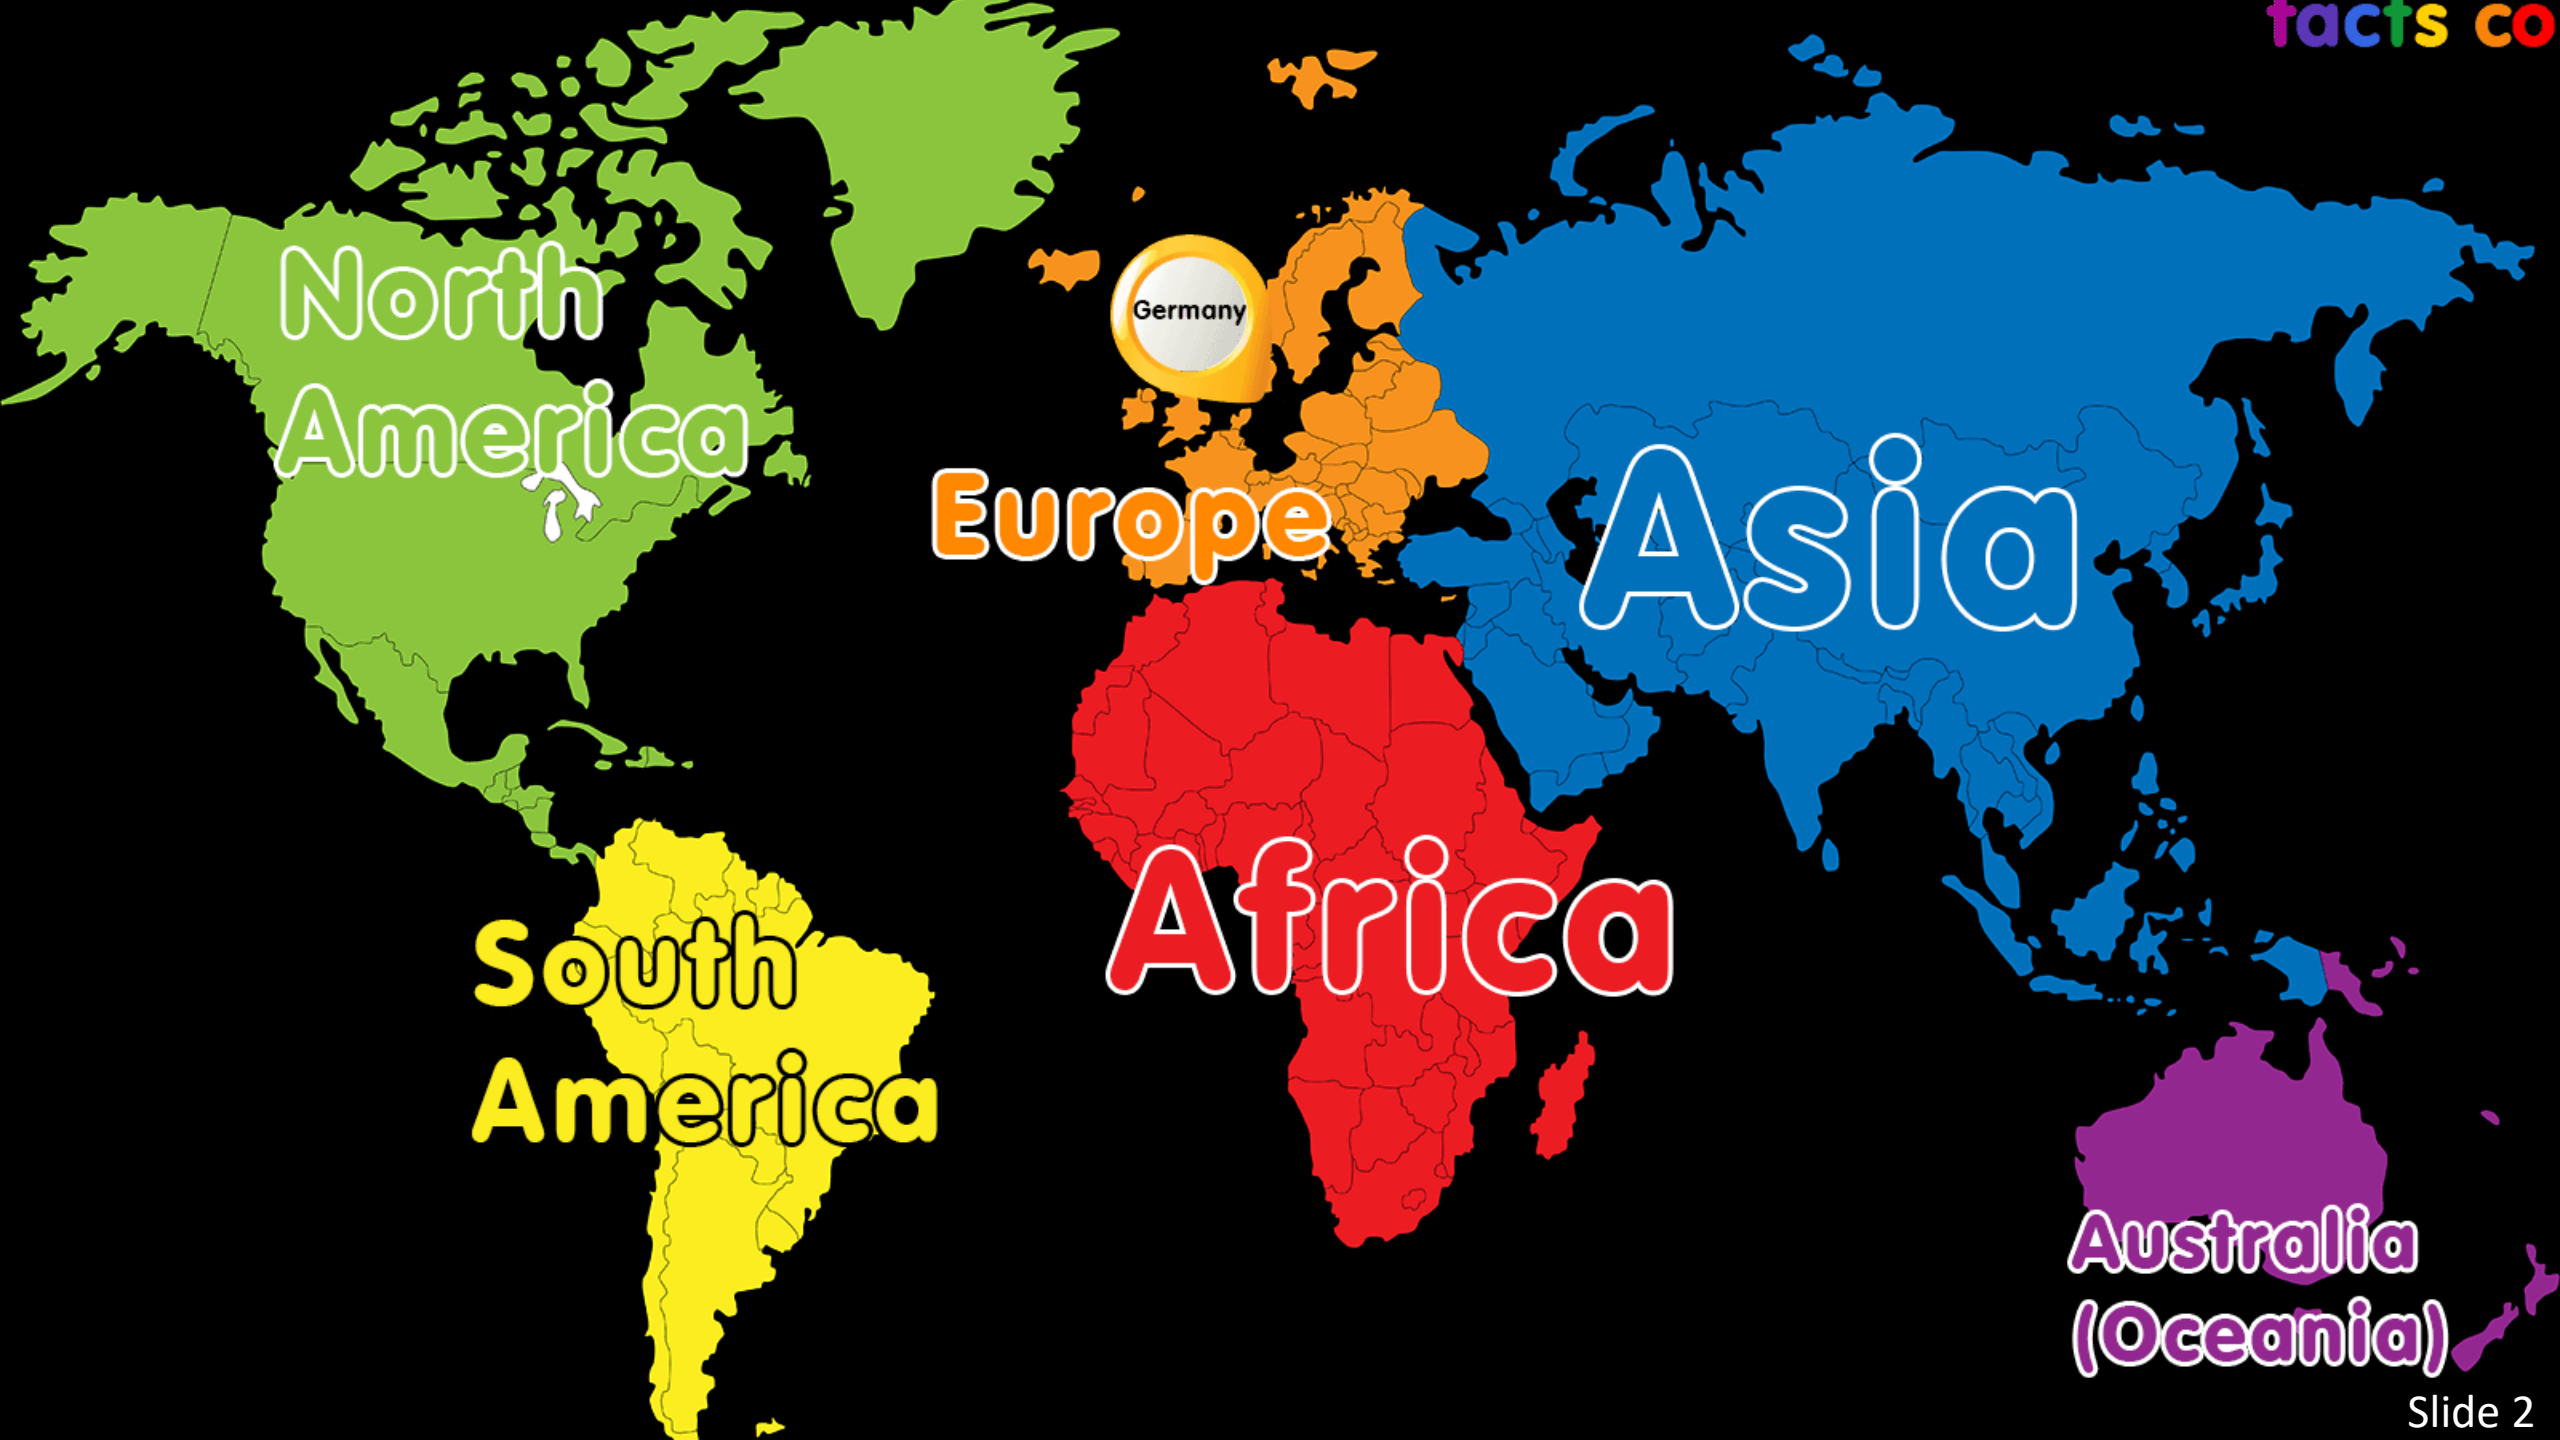 facts co
North
America
Germany
Europe
Asia
Africa
South
America
Australia
(Oceania)
Slide 2